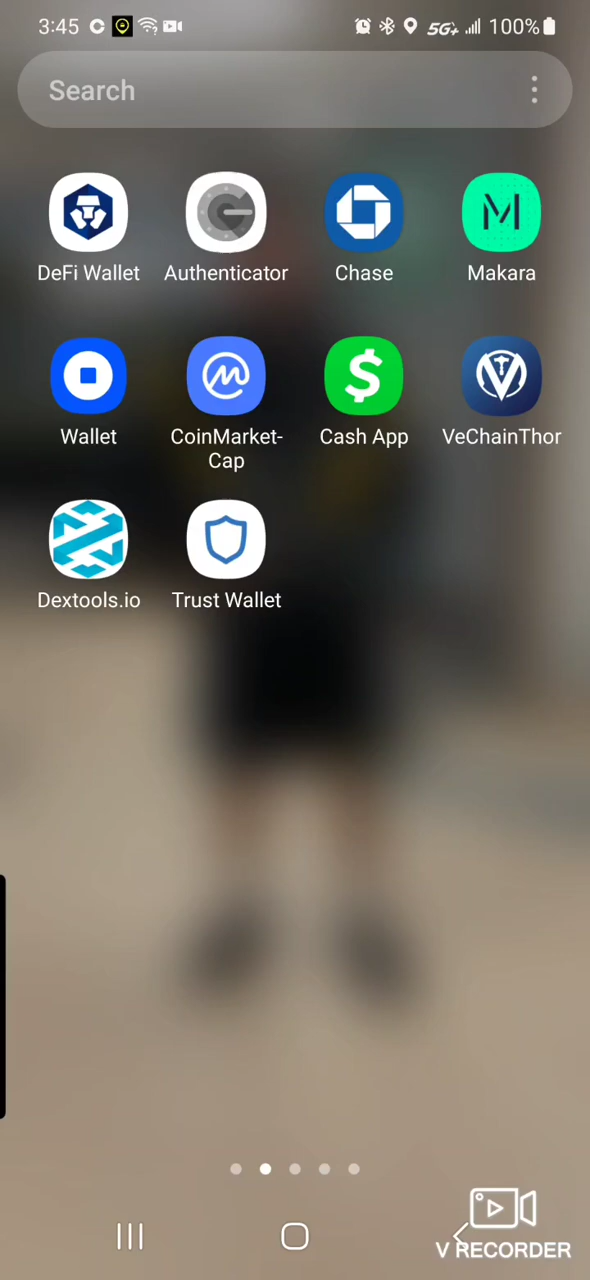 3:45
5G+
100%
Search
DeFi Wallet
Authenticator
Chase
Makara
Wallet
CoinMarket-
Cap
Cash App
VeChainThor
Dextools.io
Trust Wallet
V RECORDER